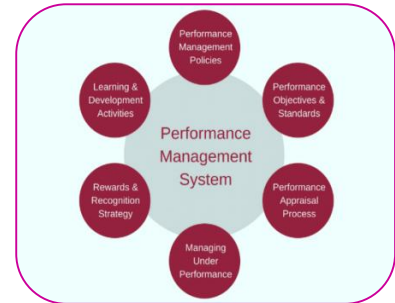 Performance
Management
Policies
Performance
Objectives &
Standards
Performance
Appraisal
Process
Managing
Under
Performance
Rewards &
Recognition
Strategy
Learning &
Development
Activities
Performance
Management
System